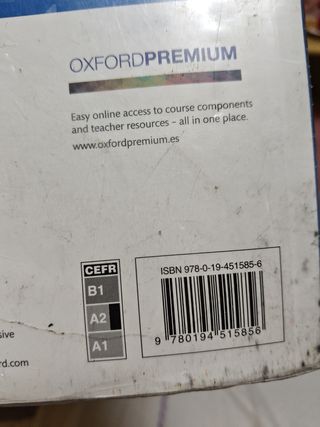 OXFORDPREMIUM
Easy online access to course components
and teacher resources – all in one place.
www.oxfordpremium.es
CEFR
B1
A2
A1
ISBN 978-0-19-451585-6
9 780194 515856
sive
rd.com